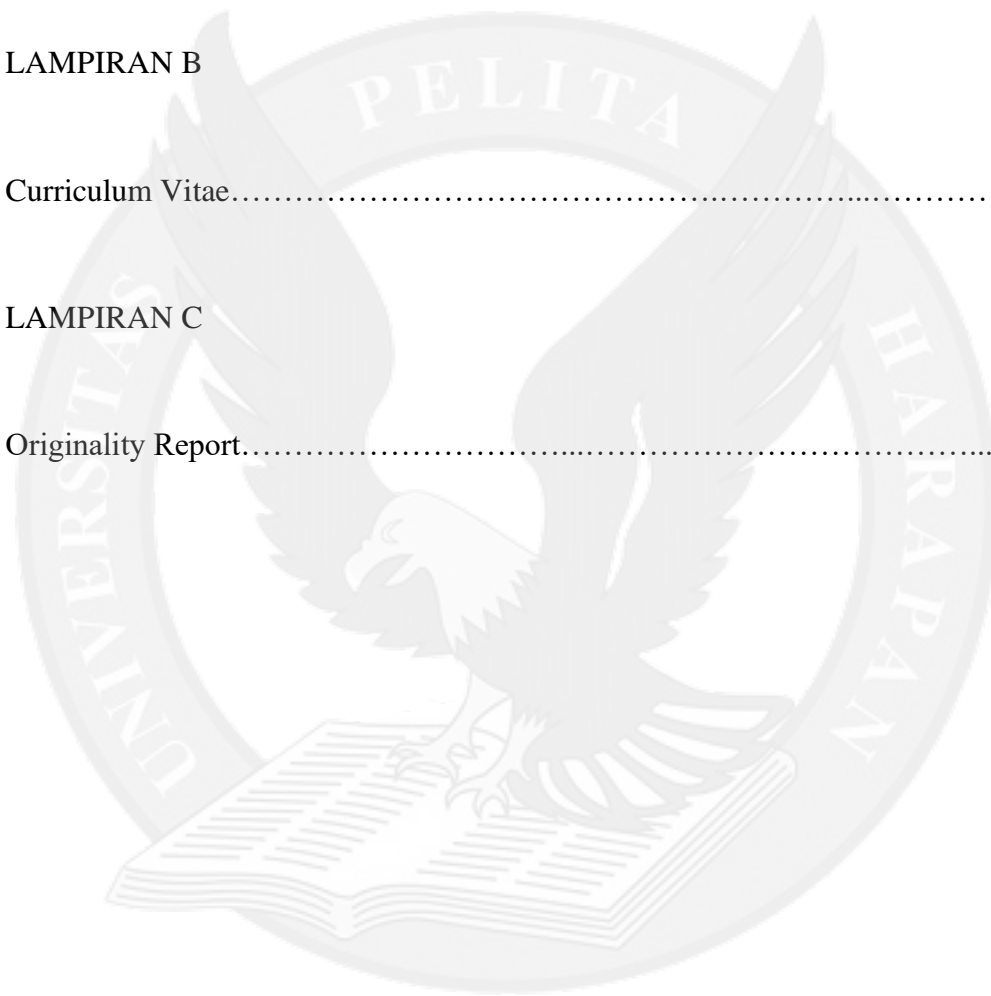 LAMPIRAN B
PELITA
Curriculum Vitae……………………………………………….…………...…………
LAMPIRAN C
UNIVERSITAS
HARAPAN
Originality Report……………………………...…………………………………...